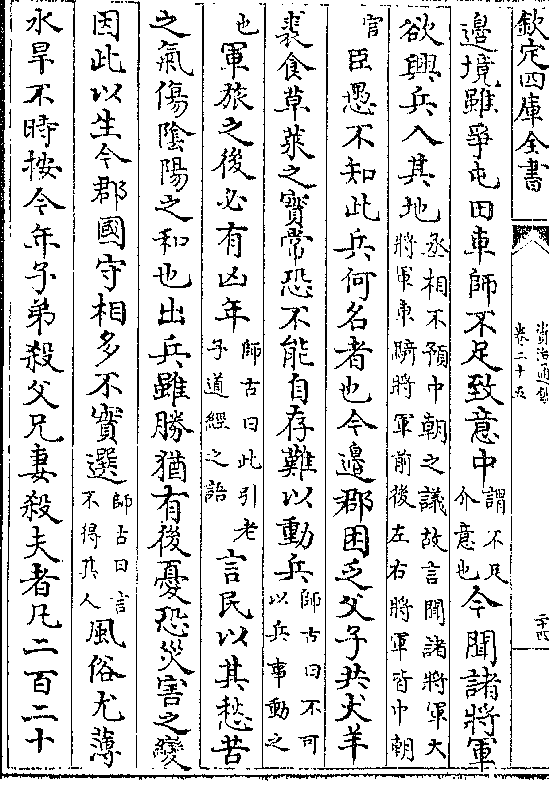 欽定四庫全書
資治通鑑
卷二十五
二十四
邊境雖爭屯田車師不足致意中謂不足介意也今聞諸將軍
欲興兵入其地丞相不預中朝之議故言聞諸將軍大將軍車騎將軍前後左右將軍皆中朝
官臣愚不知此兵何名者也今邊郡困乏父子共犬羊
裘食草萊之實常恐不能自存難以動兵師古曰不可以兵事動之
也軍旅之後必有凶年師古曰此引老子道經之語言民以其愁苦
之氣傷陰陽之和也出兵雖勝猶有後憂恐災害之變
因此以生今郡國守相多不實選師古曰言不得其人風俗尤薄
水旱不時按今年子弟殺父兄妻殺夫者凡二百二十